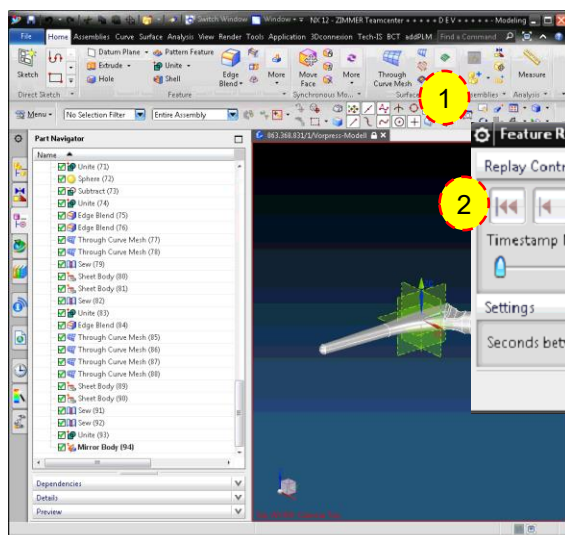 Switch Window Window NX 12 - ZIMMER Teamcenter • • • • • D E V • • • • • - Modeling
File Home Assemblies Curve Surface Analysis View Render Tools Application 3Dconnexion Tech-IS BCT addPLM Find a Command
Sketch
Datum Plane
Extrude
Hole
Pattern Feature
Unite
Shell
Edge Blend
More
Move Face
More
Through Curve Mesh
Measure
Direct Sketch Feature Synchronous Mo... Surfac Analysis
1
Menu No Selection Filter Entire Assembly
Part Navigator
Name
Unite (71)
Sphere (72)
Subtract (73)
Unite (74)
Edge Blend (75)
Edge Blend (76)
Through Curve Mesh (77)
Through Curve Mesh (78)
Sew (79)
Sheet Body (80)
Sheet Body (81)
Sew (82)
Unite (83)
Edge Blend (84)
Through Curve Mesh (85)
Through Curve Mesh (86)
Through Curve Mesh (87)
Through Curve Mesh (88)
Sheet Body (89)
Sheet Body (90)
Sew (91)
Sew (92)
Unite (93)
Mirror Body (94)
Dependencies
Details
Preview
863.368.831/1/Vorpress-Modell
Feature R
Replay Contr
2
Timestamp
Settings
Seconds bet